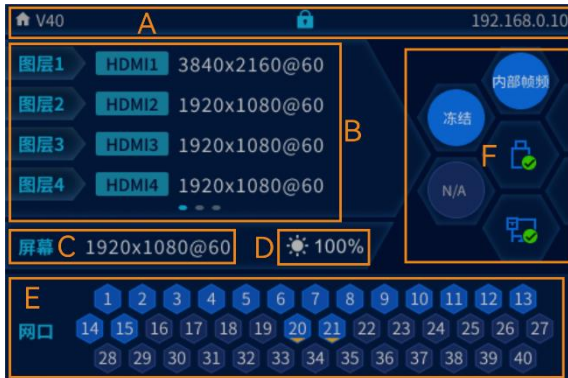 V40 A 192.168.0.10
图层1 HDMI1 3840x2160@60
图层2 HDMI2 1920x1080@60
图层3 HDMI3 1920x1080@60
图层4 HDMI4 1920x1080@60
B
内部帧频
冻结
N/A
F
屏幕 C 1920x1080@60 D 100%
E
网口
1 2 3 4 5 6 7 8 9 10 11 12 13
14 15 16 17 18 19 20 21 22 23 24 25 26 27
28 29 30 31 32 33 34 35 36 37 38 39 40